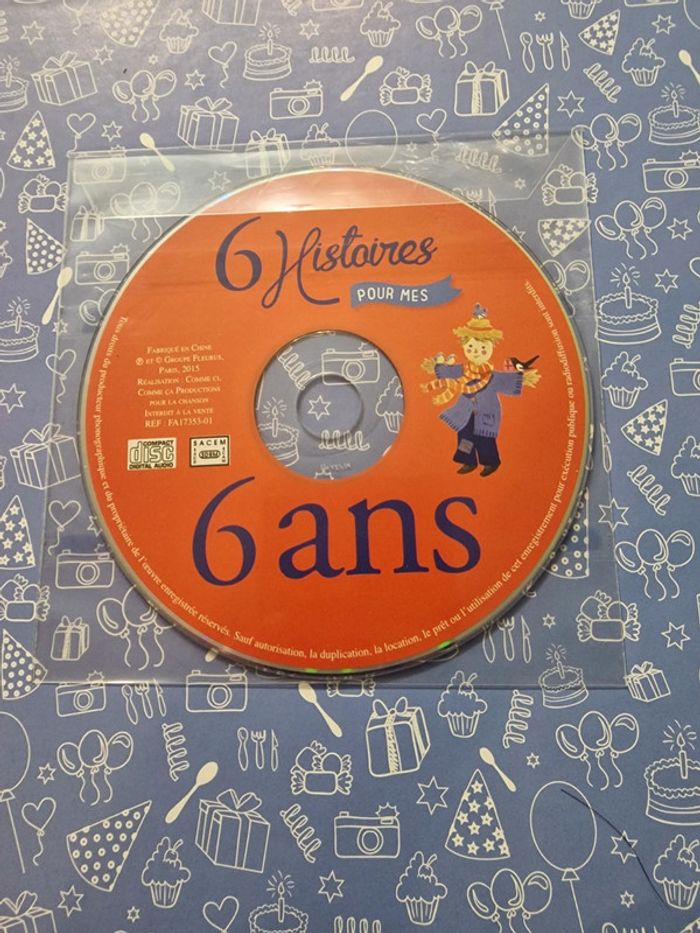 6 Histoires
POUR MES
FABRIQUÉ EN CHINE
℗ ET © GROUPE FLEURUS,
PARIS, 2015
RÉALISATION : COMME CI,
COMME ÇA PRODUCTIONS
POUR LA CHANSON
INTERDIT À LA VENTE
REF : FA17353-01
COMPACT
disc
DIGITAL AUDIO
SACEM
SDRM
6 ans
Tous droits du producteur phonographique et du propriétaire de l'œuvre enregistrée réservés. Sauf autorisation, la duplication, la location, le prêt ou l'utilisation de cet enregistrement pour exécution publique ou radiodiffusion sont interdits.